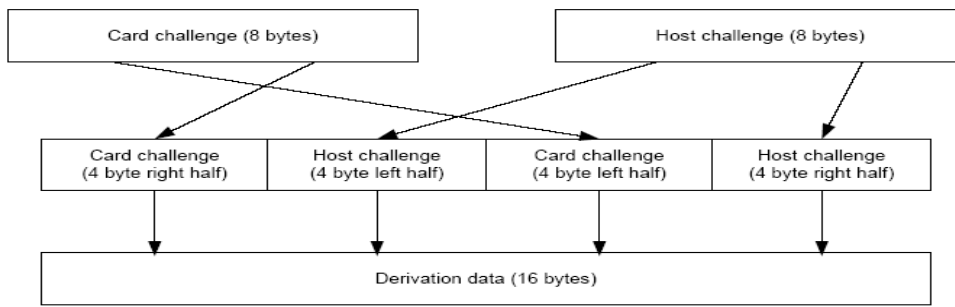 Card challenge (8 bytes)
Host challenge (8 bytes)
Card challenge
(4 byte right half)
Host challenge
(4 byte left half)
Card challenge
(4 byte left half)
Host challenge
(4 byte right half)
Derivation data (16 bytes)